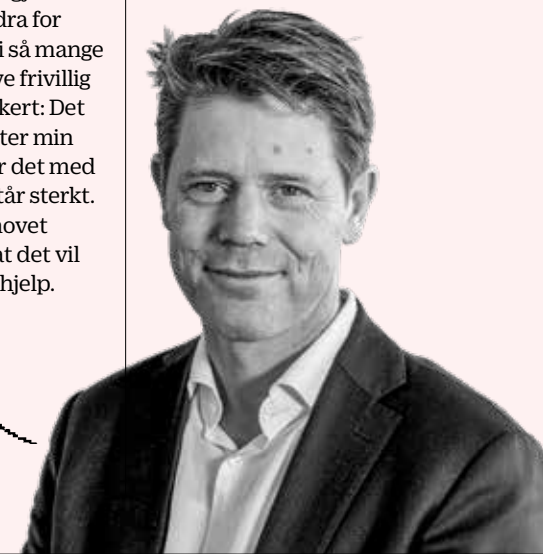 dra for
i så mange
ve frivillig
kert: Det
ter min
r det med
tår sterkt.
hovet
at det vil
hjelp.